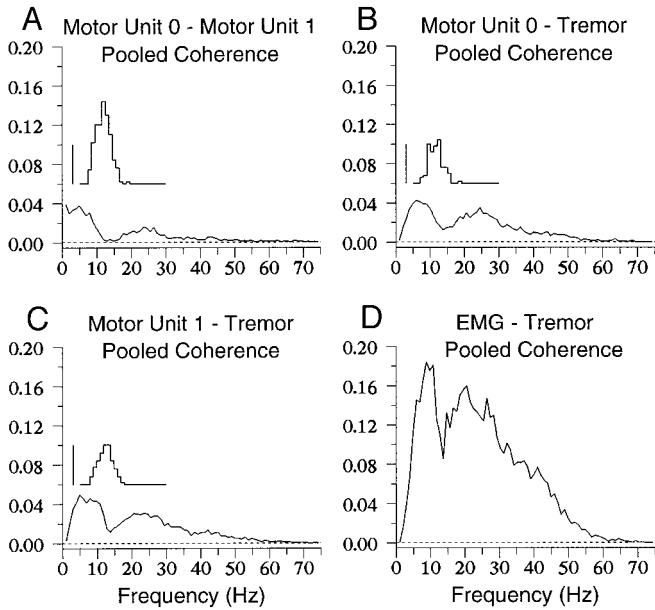 A
Motor Unit 0 - Motor Unit 1
Pooled Coherence
0.20
0.16
0.12
0.08
0.04
0.00
0 10 20 30 40 50 60 70
B
Motor Unit 0 - Tremor
Pooled Coherence
0.20
0.16
0.12
0.08
0.04
0.00
0 10 20 30 40 50 60 70
C
Motor Unit 1 - Tremor
Pooled Coherence
0.20
0.16
0.12
0.08
0.04
0.00
0 10 20 30 40 50 60 70
Frequency (Hz)
D
EMG - Tremor
Pooled Coherence
0.20
0.16
0.12
0.08
0.04
0.00
0 10 20 30 40 50 60 70
Frequency (Hz)